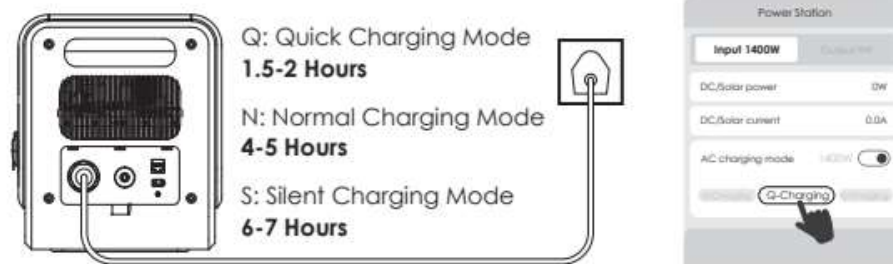 Q: Quick Charging Mode
1.5-2 Hours
N: Normal Charging Mode
4-5 Hours
S: Silent Charging Mode
6-7 Hours
Power Station
Input 1400W
DC/Solar power 0W
DC/Solar current 0.0A
AC charging mode 1400W
Q-Charging